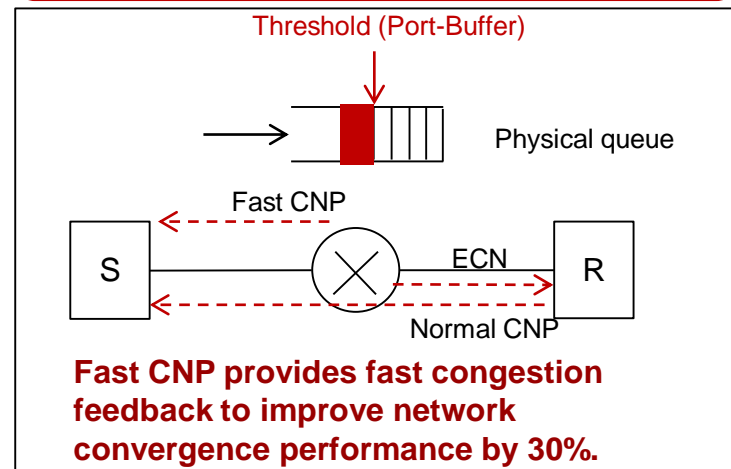 Threshold (Port-Buffer)
Physical queue
Fast CNP
S
ECN
R
Normal CNP
Fast CNP provides fast congestion
feedback to improve network
convergence performance by 30%.